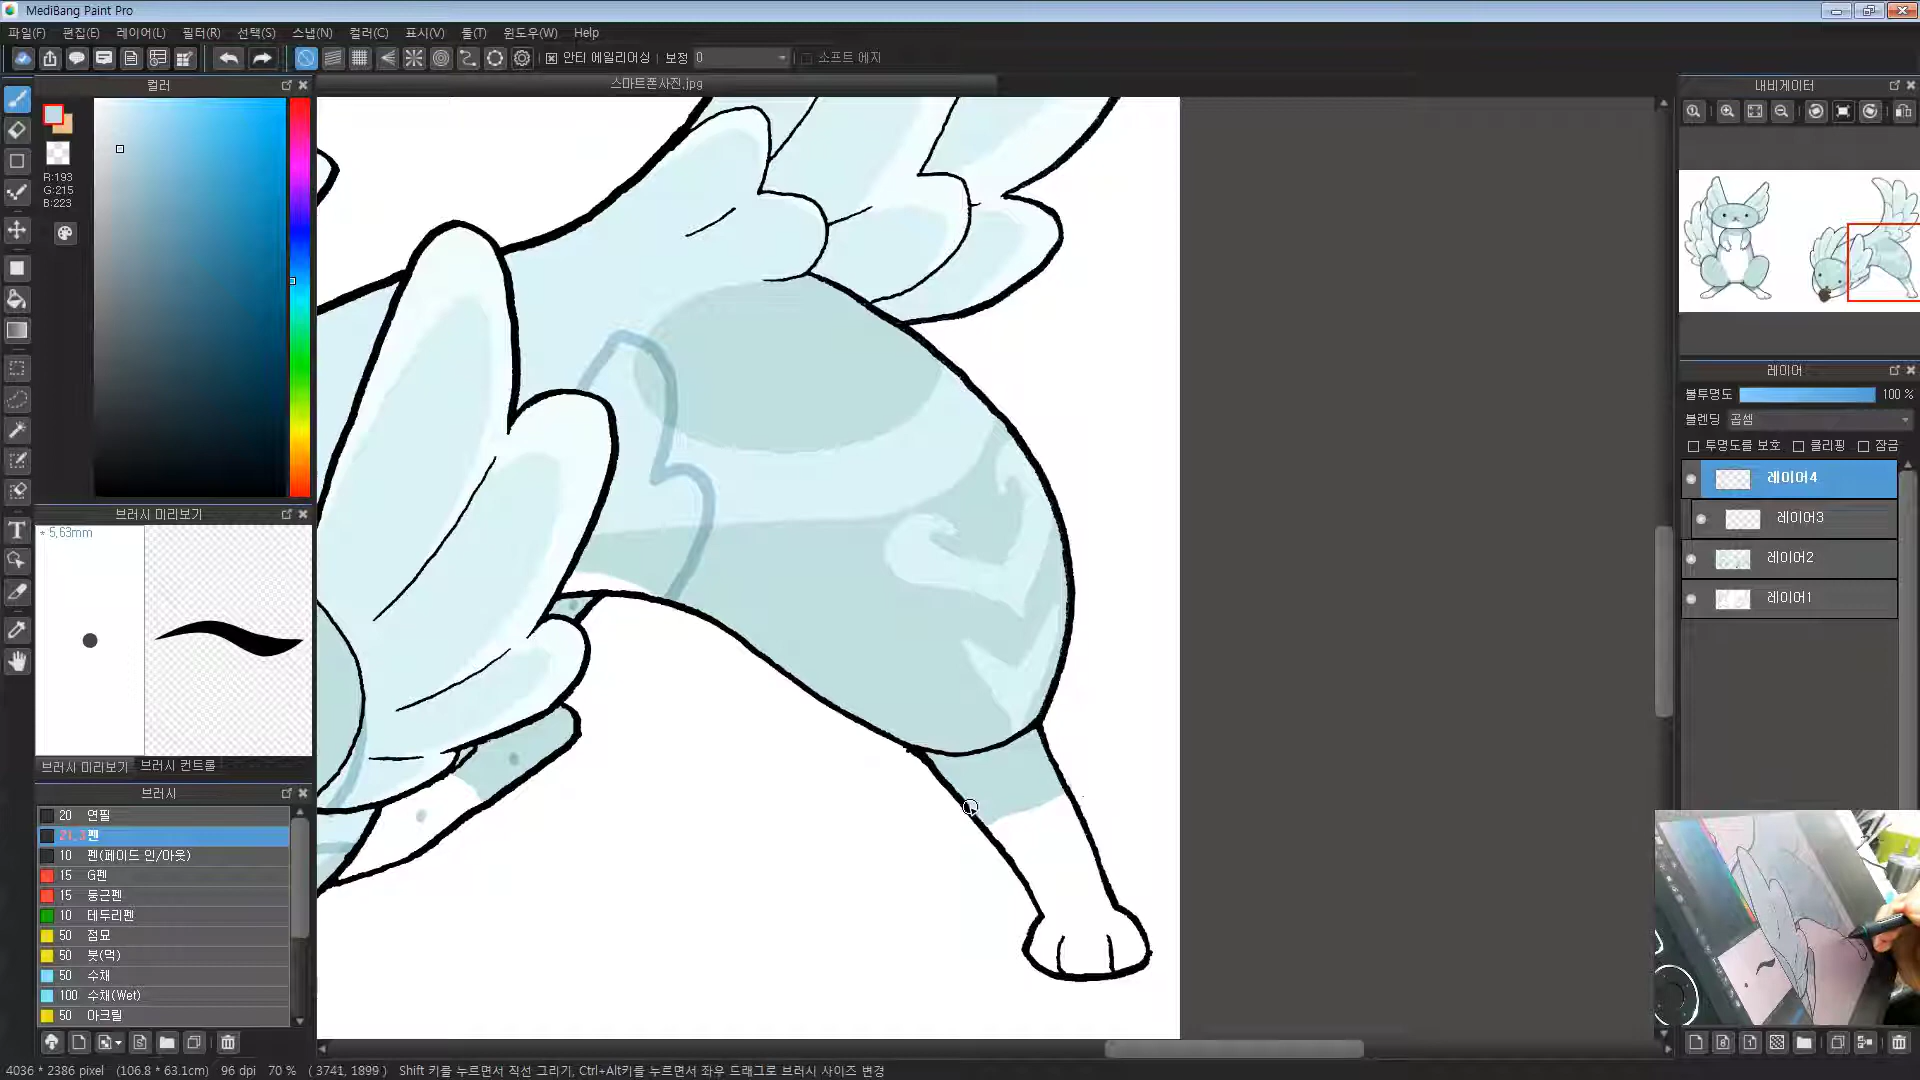 MediBang Paint Pro
파일(F) 편집(E) 레이어(L) 필터(R) 선택(S) 스냅(N) 컬러(C) 표시(V) 툴(T) 윈도우(W) Help
안티 에일리어싱 보정 0 소프트 에지
컬러
스마트폰사진.jpg
내비게이터
R:193
G:215
B:223
레이어
불투명도 100 %
블렌딩 곱셈
투명도를 보호 클리핑 잠금
레이어4
레이어3
레이어2
레이어1
브러시 미리보기
* 5,63mm
브러시 미리보기 브러시 컨트롤
브러시
20 연필
21.3 펜
10 펜(페이드 인/아웃)
15 G펜
15 둥근펜
10 테두리펜
50 점묘
50 붓(먹)
50 수채
100 수채(Wet)
50 아크릴
4036 * 2386 pixel (106.8 * 63.1cm) 96 dpi 70 % ( 3741, 1899 ) Shift 키를 누르면서 직선 그리기, Ctrl+Alt키를 누르면서 좌우 드래그로 브러시 사이즈 변경